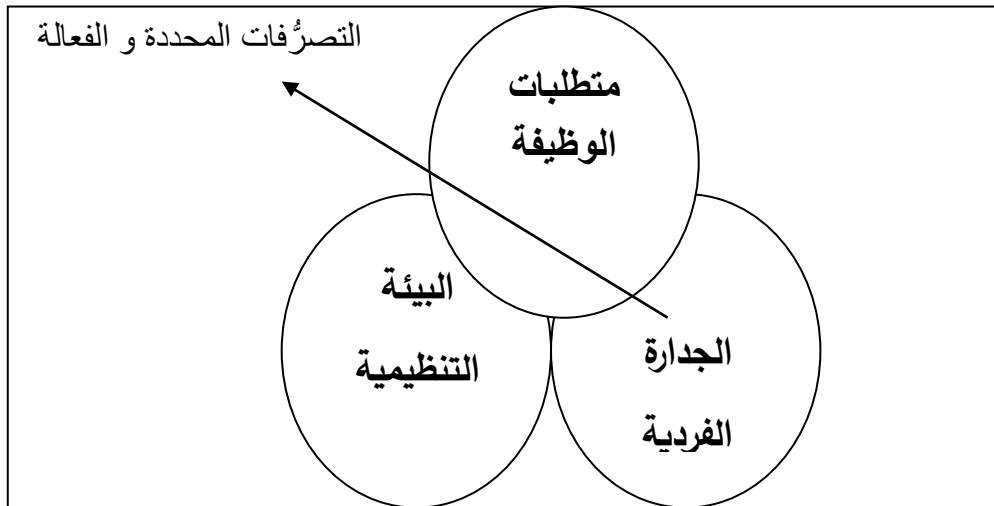 التصرُّفات المحددة و الفعالة
متطلبات
الوظيفة
الجدارة
الفردية
البيئة
التنظيمية